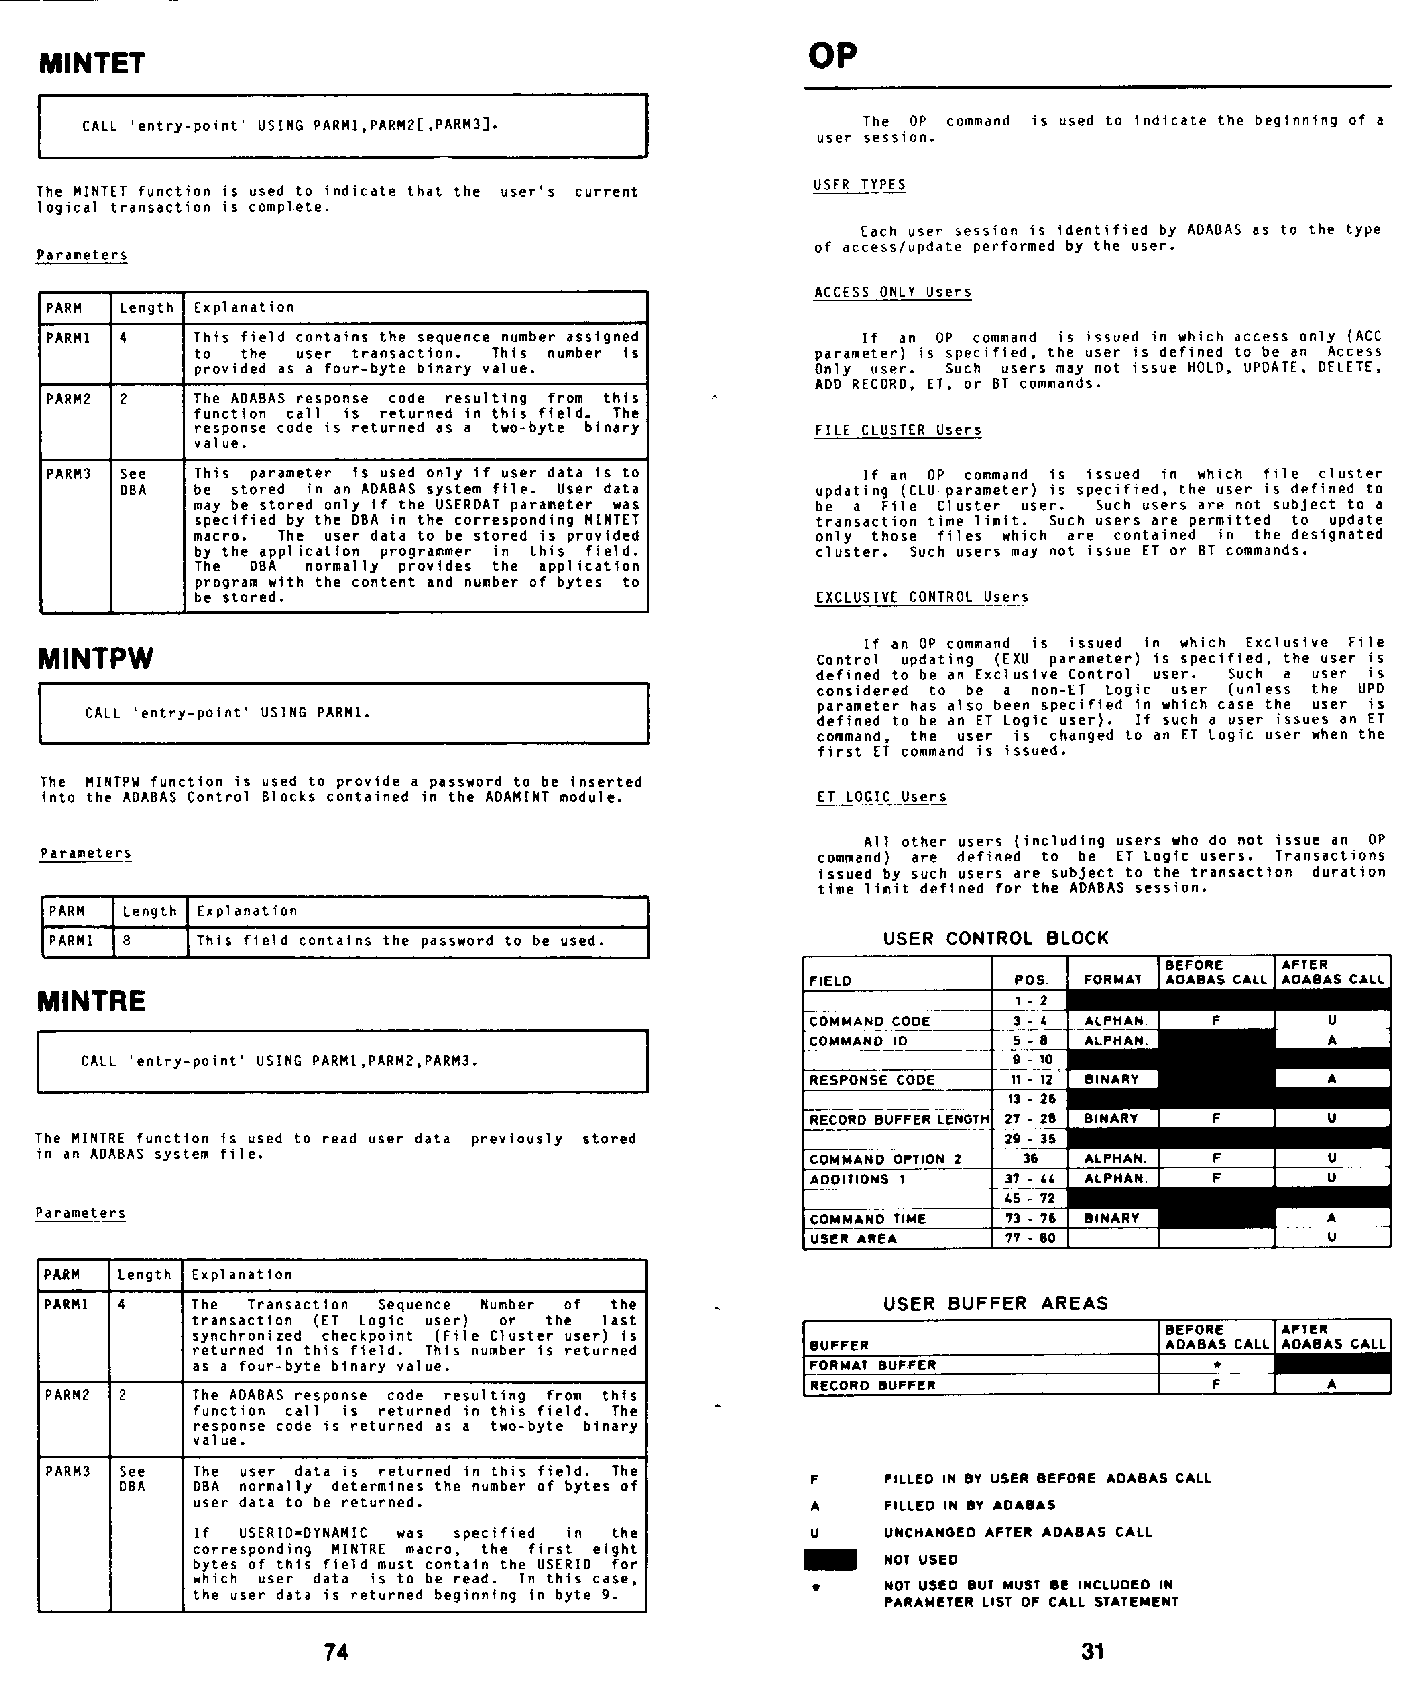 MINTET
CALL 'entry-point' USING PARM1,PARM2[,PARM3].
The MINTET function is used to indicate that the user's current
logical transaction is complete.
Parameters
PARM Length Explanation
PARM1 4 This field contains the sequence number assigned
to the user transaction. This number is
provided as a four-byte binary value.
PARM2 2 The ADABAS response code resulting from this
function call is returned in this field. The
response code is returned as a two-byte binary
value.
PARM3 See This parameter is used only if user data is to
DBA be stored in an ADABAS system file. User data
may be stored only if the USERDAT parameter was
specified by the DBA in the corresponding MINTET
macro. The user data to be stored is provided
by the application programmer in this field.
The DBA normally provides the application
program with the content and number of bytes to
be stored.
MINTPW
CALL 'entry-point' USING PARM1.
The MINTPW function is used to provide a password to be inserted
into the ADABAS Control Blocks contained in the ADAMINT module.
Parameters
PARM Length Explanation
PARM1 8 This field contains the password to be used.
MINTRE
CALL 'entry-point' USING PARM1,PARM2,PARM3.
The MINTRE function is used to read user data previously stored
in an ADABAS system file.
Parameters
PARM Length Explanation
PARM1 4 The Transaction Sequence Number of the
transaction (ET Logic user) or the last
synchronized checkpoint (File Cluster user) is
returned in this field. This number is returned
as a four-byte binary value.
PARM2 2 The ADABAS response code resulting from this
function call is returned in this field. The
response code is returned as a two-byte binary
value.
PARM3 See The user data is returned in this field. The
DBA DBA normally determines the number of bytes of
user data to be returned.
If USERID=DYNAMIC was specified in the
corresponding MINTRE macro, the first eight
bytes of this field must contain the USERID for
which user data is to be read. In this case,
the user data is returned beginning in byte 9.
74
OP
The OP command is used to indicate the beginning of a
user session.
USER TYPES
Each user session is identified by ADABAS as to the type
of access/update performed by the user.
ACCESS ONLY Users
If an OP command is issued in which access only (ACC
parameter) is specified, the user is defined to be an Access
Only user. Such users may not issue HOLD, UPDATE, DELETE,
ADD RECORD, ET, or BT commands.
FILE CLUSTER Users
If an OP command is issued in which file cluster
updating (CLU parameter) is specified, the user is defined to
be a File Cluster user. Such users are not subject to a
transaction time limit. Such users are permitted to update
only those files which are contained in the designated
cluster. Such users may not issue ET or BT commands.
EXCLUSIVE CONTROL Users
If an OP command is issued in which Exclusive File
Control updating (EXU parameter) is specified, the user is
defined to be an Exclusive Control user. Such a user is
considered to be a non-ET Logic user (unless the UPD
parameter has also been specified in which case the user is
defined to be an ET Logic user). If such a user issues an ET
command, the user is changed to an ET Logic user when the
first ET command is issued.
ET LOGIC Users
All other users (including users who do not issue an OP
command) are defined to be ET Logic users. Transactions
issued by such users are subject to the transaction duration
time limit defined for the ADABAS session.
USER CONTROL BLOCK
BEFORE AFTER
FIELD POS. FORMAT ADABAS CALL ADABAS CALL
1 - 2
COMMAND CODE 3 - 4 ALPHAN. F U
COMMAND ID 5 - 8 ALPHAN. A
9 - 10
RESPONSE CODE 11 - 12 BINARY A
13 - 26
RECORD BUFFER LENGTH 27 - 28 BINARY F U
29 - 35
COMMAND OPTION 2 36 ALPHAN. F U
ADDITIONS 1 37 - 44 ALPHAN. F U
45 - 72
COMMAND TIME 73 - 76 BINARY A
USER AREA 77 - 80 U
USER BUFFER AREAS
BEFORE AFTER
BUFFER ADABAS CALL ADABAS CALL
FORMAT BUFFER *
RECORD BUFFER F A
F FILLED IN BY USER BEFORE ADABAS CALL
A FILLED IN BY ADABAS
U UNCHANGED AFTER ADABAS CALL
NOT USED
* NOT USED BUT MUST BE INCLUDED IN
PARAMETER LIST OF CALL STATEMENT
31